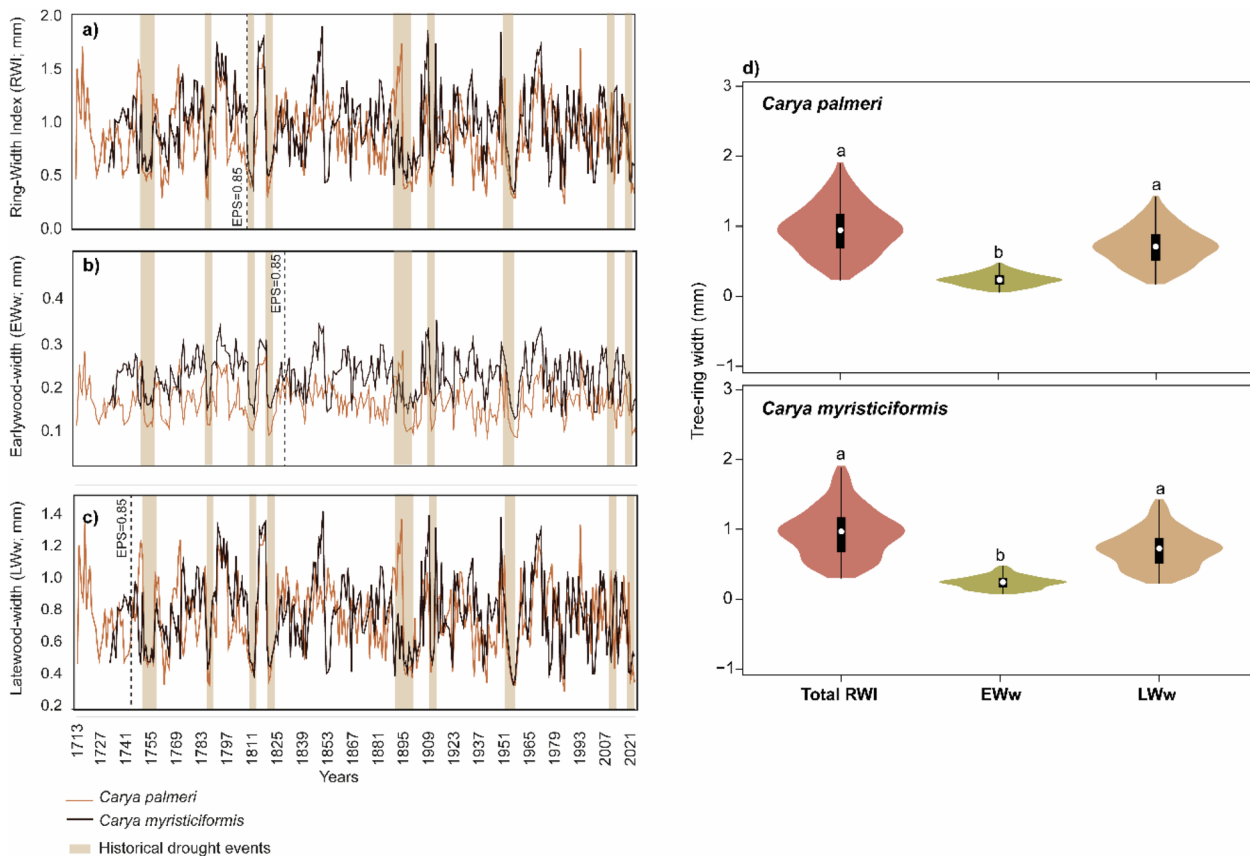 a)
Ring-Width Index (RWI; mm)
2.0
1.5
1.0
0.5
0.0
EPS=0.85
b)
Earlywood-width (EWw; mm)
0.4
0.3
0.2
0.1
EPS=0.85
c)
Latewood-width (LWw; mm)
1.4
1.2
1.0
0.8
0.6
0.4
0.2
EPS=0.85
1713 1727 1741 1755 1769 1783 1797 1811 1825 1839 1853 1867 1881 1895 1909 1923 1937 1951 1965 1979 1993 2007 2021
Years
Carya palmeri
Carya myristiciformis
Historical drought events
d)
Tree-ring width (mm)
Carya palmeri
3
2
1
0
−1
a
b
a
Carya myristiciformis
3
2
1
0
−1
a
b
a
Total RWI EWw LWw